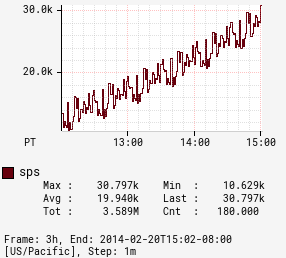 30.0k
20.0k
PT 13:00 14:00 15:00
sps
Max : 30.797k Min : 10.629k
Avg : 19.940k Last : 30.797k
Tot : 3.589M Cnt : 180.000
Frame: 3h, End: 2014-02-20T15:02-08:00
[US/Pacific], Step: 1m